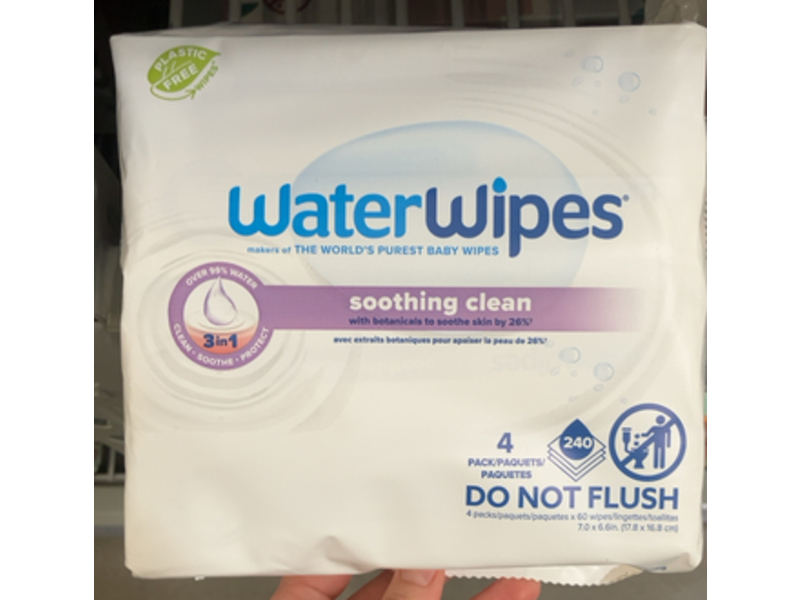 PLASTIC
FREE
WIPES*
WaterWipes®
makers of THE WORLD'S PUREST BABY WIPES
OVER 99% WATER
3in1
CLEAN • SOOTHE • PROTECT
soothing clean
with botanicals to soothe skin by 26%†
avec extraits botaniques pour apaiser la peau de 26%†
4
PACK/PAQUETS/
PAQUETES
240
DO NOT FLUSH
4 packs/paquets/paquetes x 60 wipes/lingettes/toallitas
7.0 x 6.6in. (17.8 x 16.8 cm)